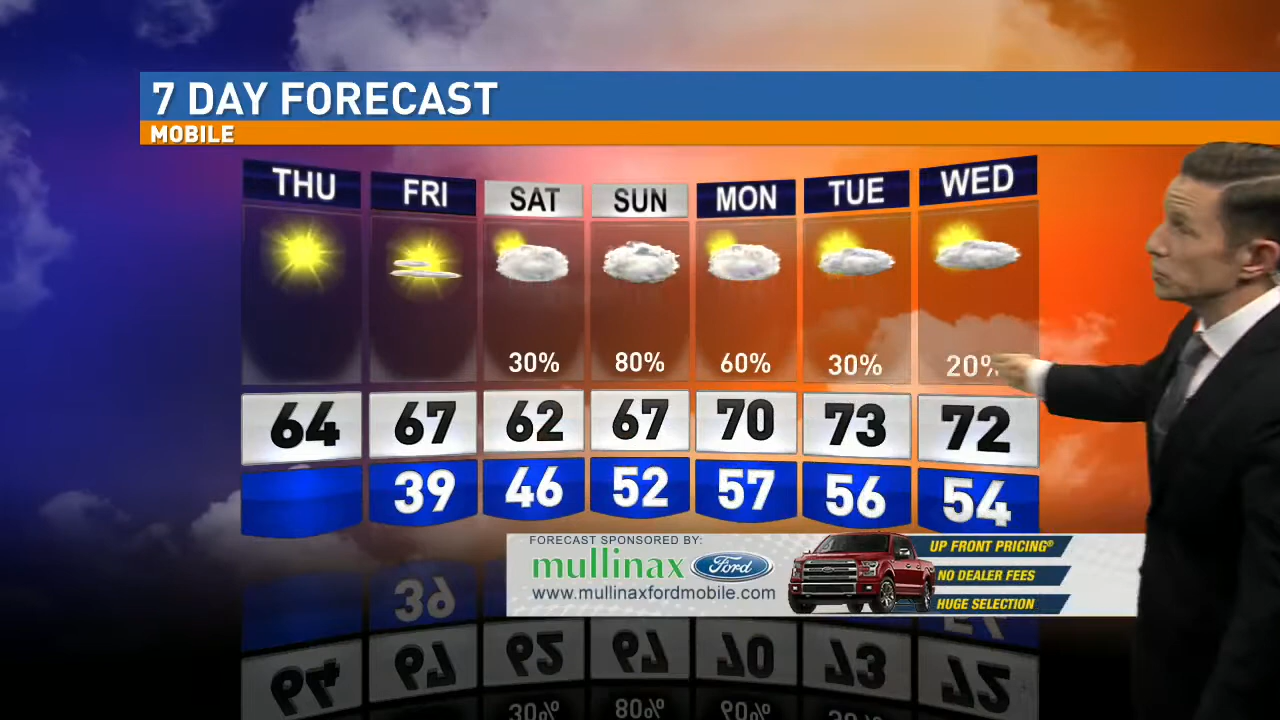 7 DAY FORECAST
MOBILE
THU FRI SAT SUN MON TUE WED
30% 80% 60% 30% 20%
64 67 62 67 70 73 72
39 46 52 57 56 54
FORECAST SPONSORED BY:
mullinax Ford
www.mullinaxfordmobile.com
UP FRONT PRICING®
NO DEALER FEES
HUGE SELECTION